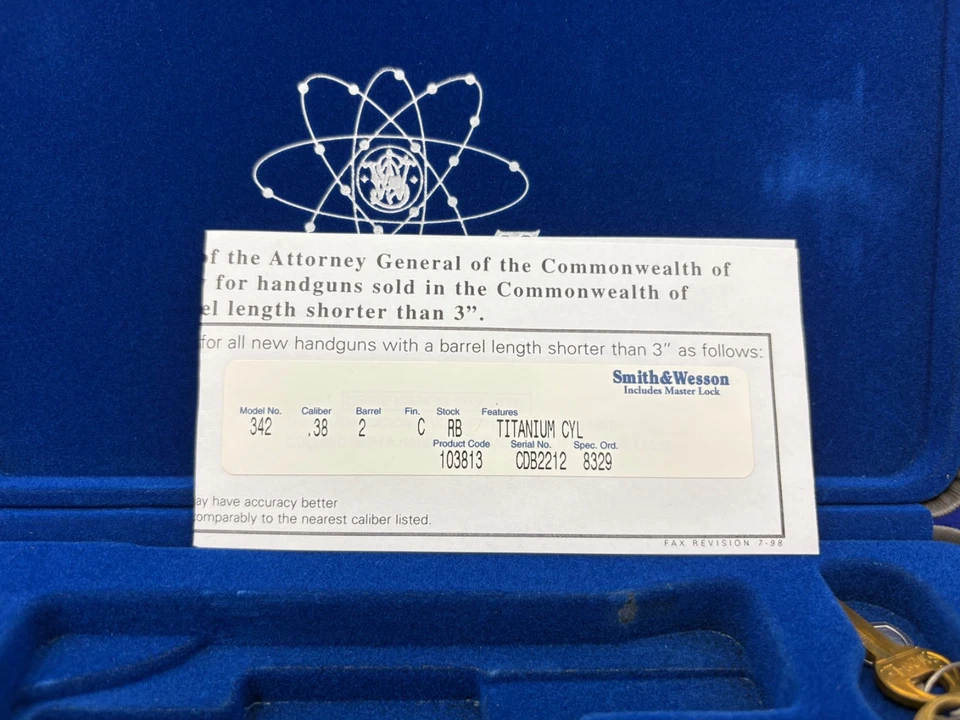 of the Attorney General of the Commonwealth of
for handguns sold in the Commonwealth of
el length shorter than 3”.
for all new handguns with a barrel length shorter than 3” as follows:
Smith&Wesson
Includes Master Lock
Model No. Caliber Barrel Fin. Stock Features
342 .38 2 C RB TITANIUM CYL
Product Code Serial No. Spec. Ord.
103813 CDB2212 8329
ay have accuracy better
omparably to the nearest caliber listed.
FAX REVISION 7-98